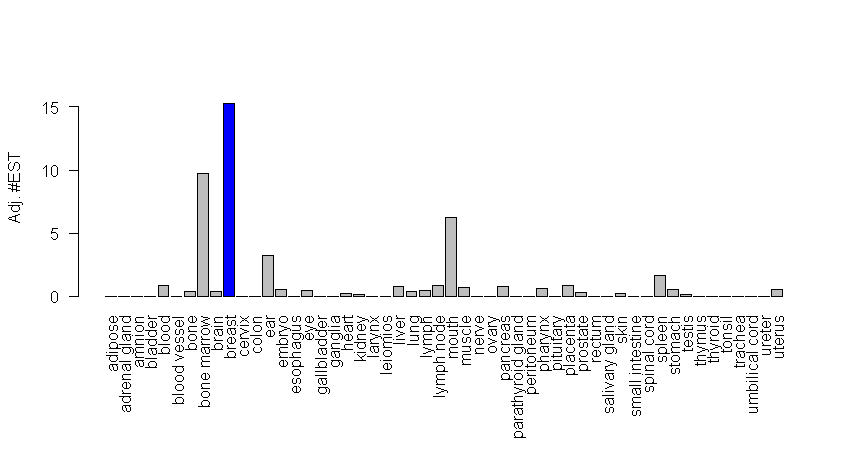 Adj. #EST
15
10
5
0
adipose
adrenal gland
amnion
bladder
blood
blood vessel
bone
bone marrow
brain
breast
cervix
colon
ear
embryo
esophagus
eye
gallbladder
ganglia
heart
kidney
larynx
leiomios
liver
lung
lymph
lymph node
mouth
muscle
nerve
ovary
pancreas
parathyroid gland
peritoneum
pharynx
pituitary
placenta
prostate
rectum
salivary gland
skin
small intestine
spinal cord
spleen
stomach
testis
thymus
thyroid
tonsil
trachea
umbilical cord
ureter
uterus